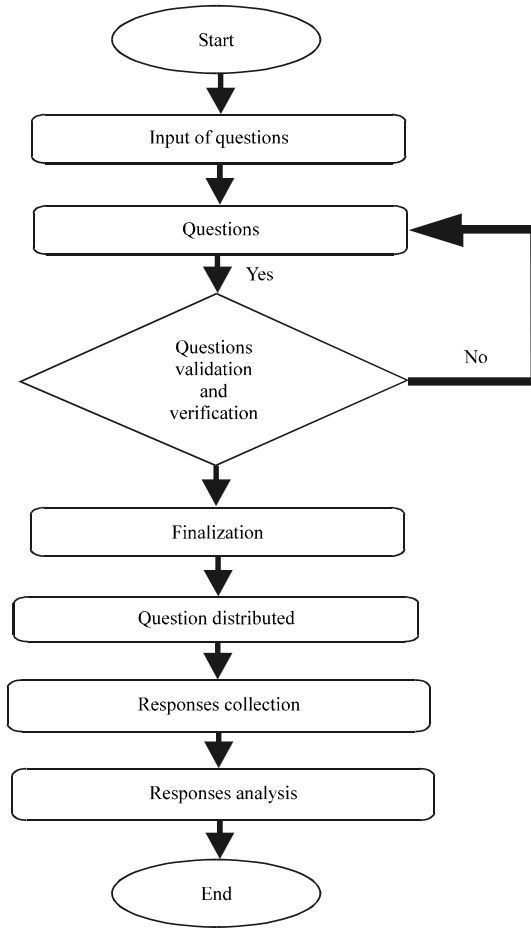 Start
Input of questions
Questions
Yes
Questions
validation
and
verification
No
Finalization
Question distributed
Responses collection
Responses analysis
End